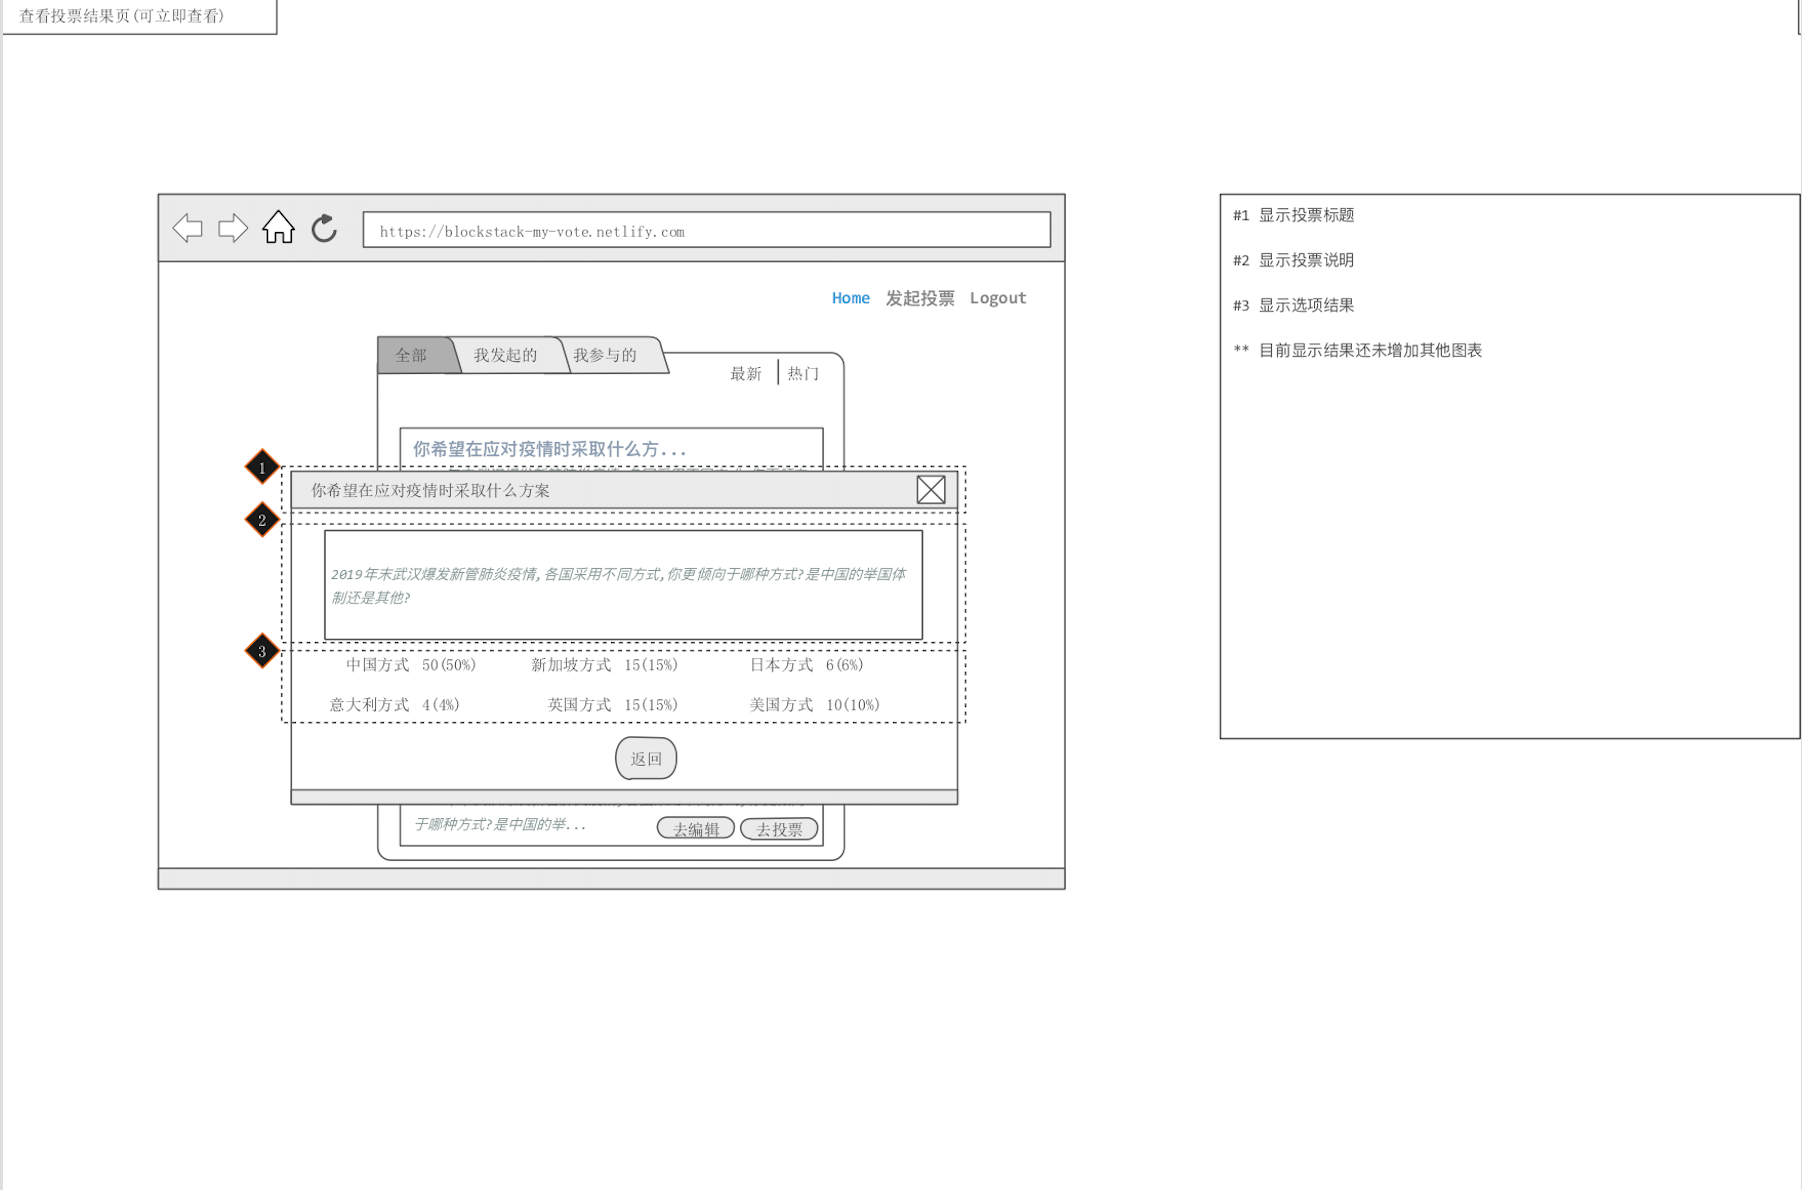 查看投票结果页(可立即查看)
https://blockstack-my-vote.netlify.com
Home 发起投票 Logout
全部 我发起的 我参与的
最新 热门
你希望在应对疫情时采取什么方...
1
你希望在应对疫情时采取什么方案
2
2019年末武汉爆发新管肺炎疫情,各国采用不同方式,你更倾向于哪种方式?是中国的举国体
制还是其他?
3
中国方式 50(50%) 新加坡方式 15(15%) 日本方式 6(6%)
意大利方式 4(4%) 英国方式 15(15%) 美国方式 10(10%)
返回
于哪种方式?是中国的举...
去编辑 去投票
#1 显示投票标题
#2 显示投票说明
#3 显示选项结果
** 目前显示结果还未增加其他图表